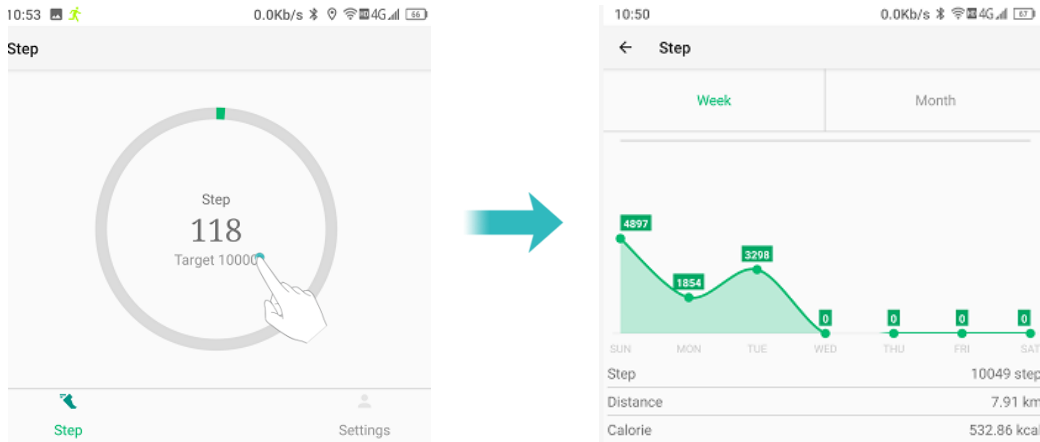 10:53
0.0Kb/s
4G
66
Step
Step
118
Target 10000
Step
Settings
10:50
0.0Kb/s
4G
67
Step
Week
Month
4897
1854
3298
0
0
0
0
SUN
MON
TUE
WED
THU
FRI
SAT
Step
10049 step
Distance
7.91 km
Calorie
532.86 kcal